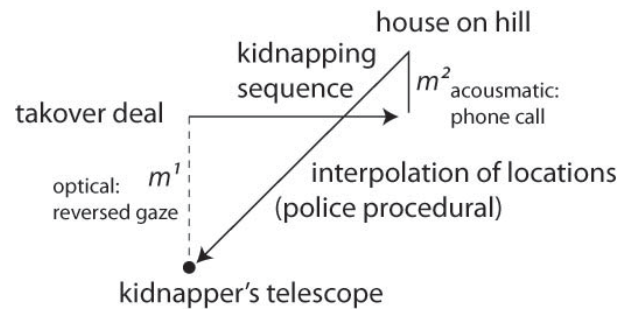 house on hill
kidnapping
sequence
m² acousmatic:
phone call
takover deal
optical: m¹
reversed gaze
interpolation of locations
(police procedural)
kidnapper's telescope